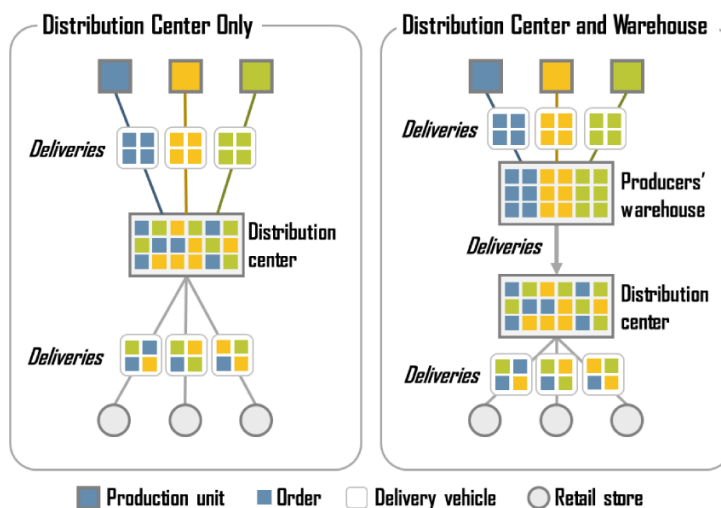 Distribution Center Only
Deliveries
Distribution
center
Deliveries
Distribution Center and Warehouse
Deliveries
Producers'
warehouse
Deliveries
Distribution
center
Deliveries
Production unit
Order
Delivery vehicle
Retail store